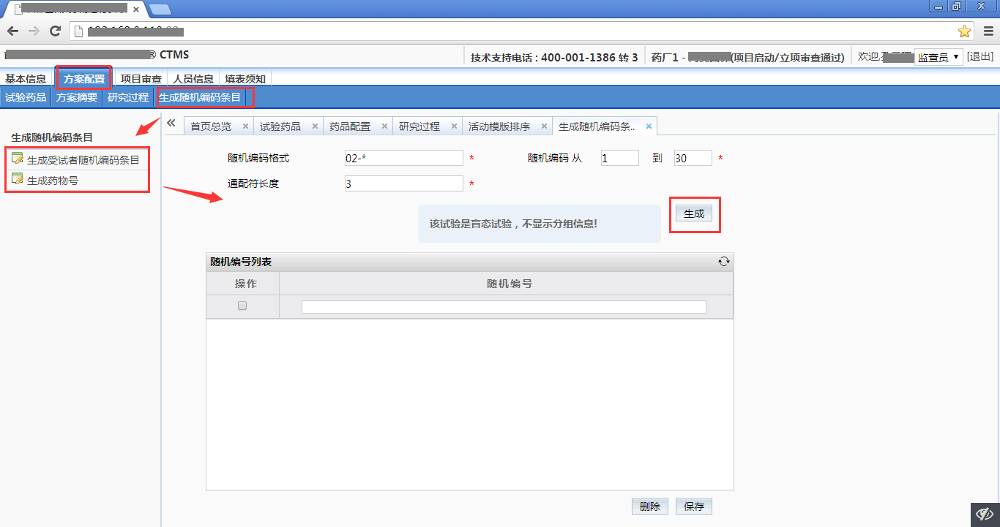 ® CTMS
技术支持电话 : 400-001-1386 转 3
药厂1 - (项目启动/立项审查通过)
欢迎, 监查员 [退出]
基本信息 方案配置 项目审查 人员信息 填表须知
试验药品 方案摘要 研究过程 生成随机编码条目
生成随机编码条目
生成受试者随机编码条目
生成药物号
首页总览 试验药品 药品配置 研究过程 活动模版排序 生成随机编码条..
随机编码格式 02-* * 随机编码 从 1 到 30 *
通配符长度 3 *
生成
该试验是盲态试验，不显示分组信息!
随机编号列表
操作 随机编号
删除 保存